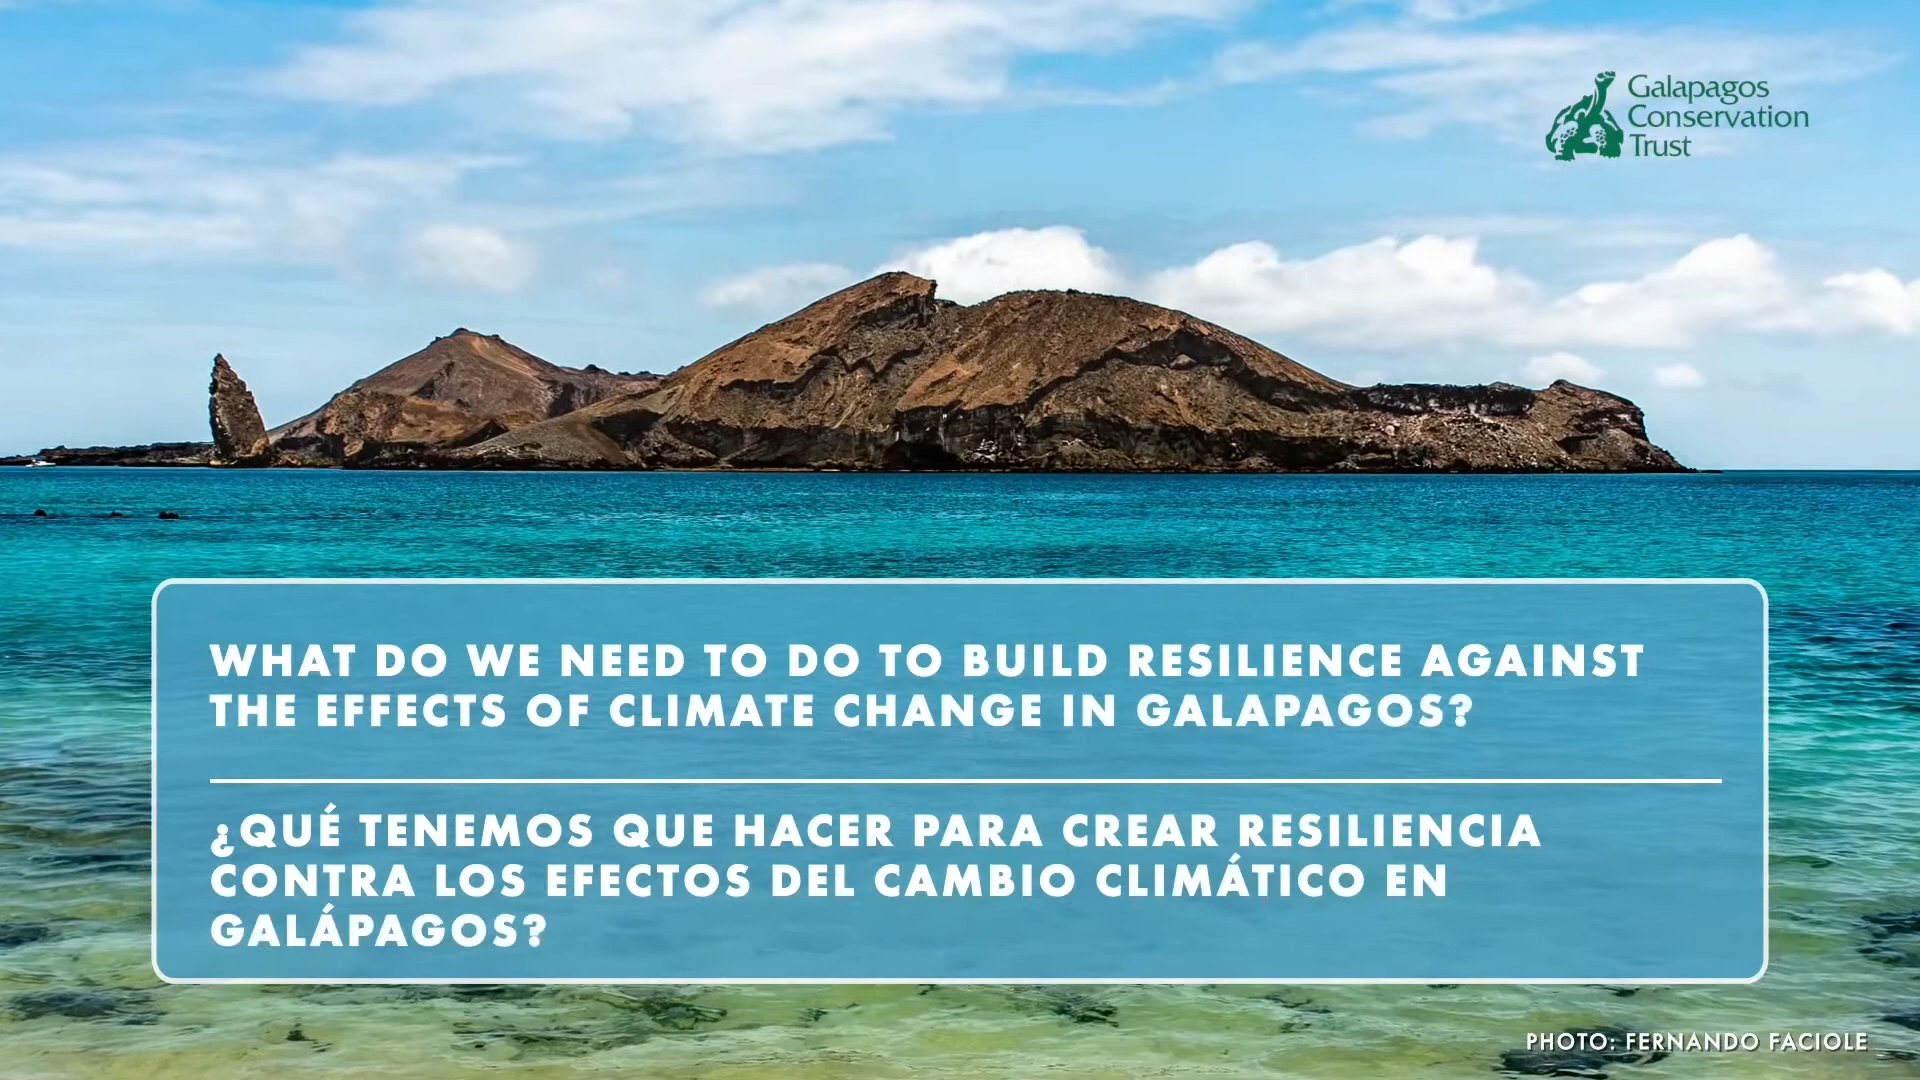 Galapagos
Conservation
Trust
WHAT DO WE NEED TO DO TO BUILD RESILIENCE AGAINST
THE EFFECTS OF CLIMATE CHANGE IN GALAPAGOS?
¿QUÉ TENEMOS QUE HACER PARA CREAR RESILIENCIA
CONTRA LOS EFECTOS DEL CAMBIO CLIMÁTICO EN
GALÁPAGOS?
PHOTO: FERNANDO FACIOLE